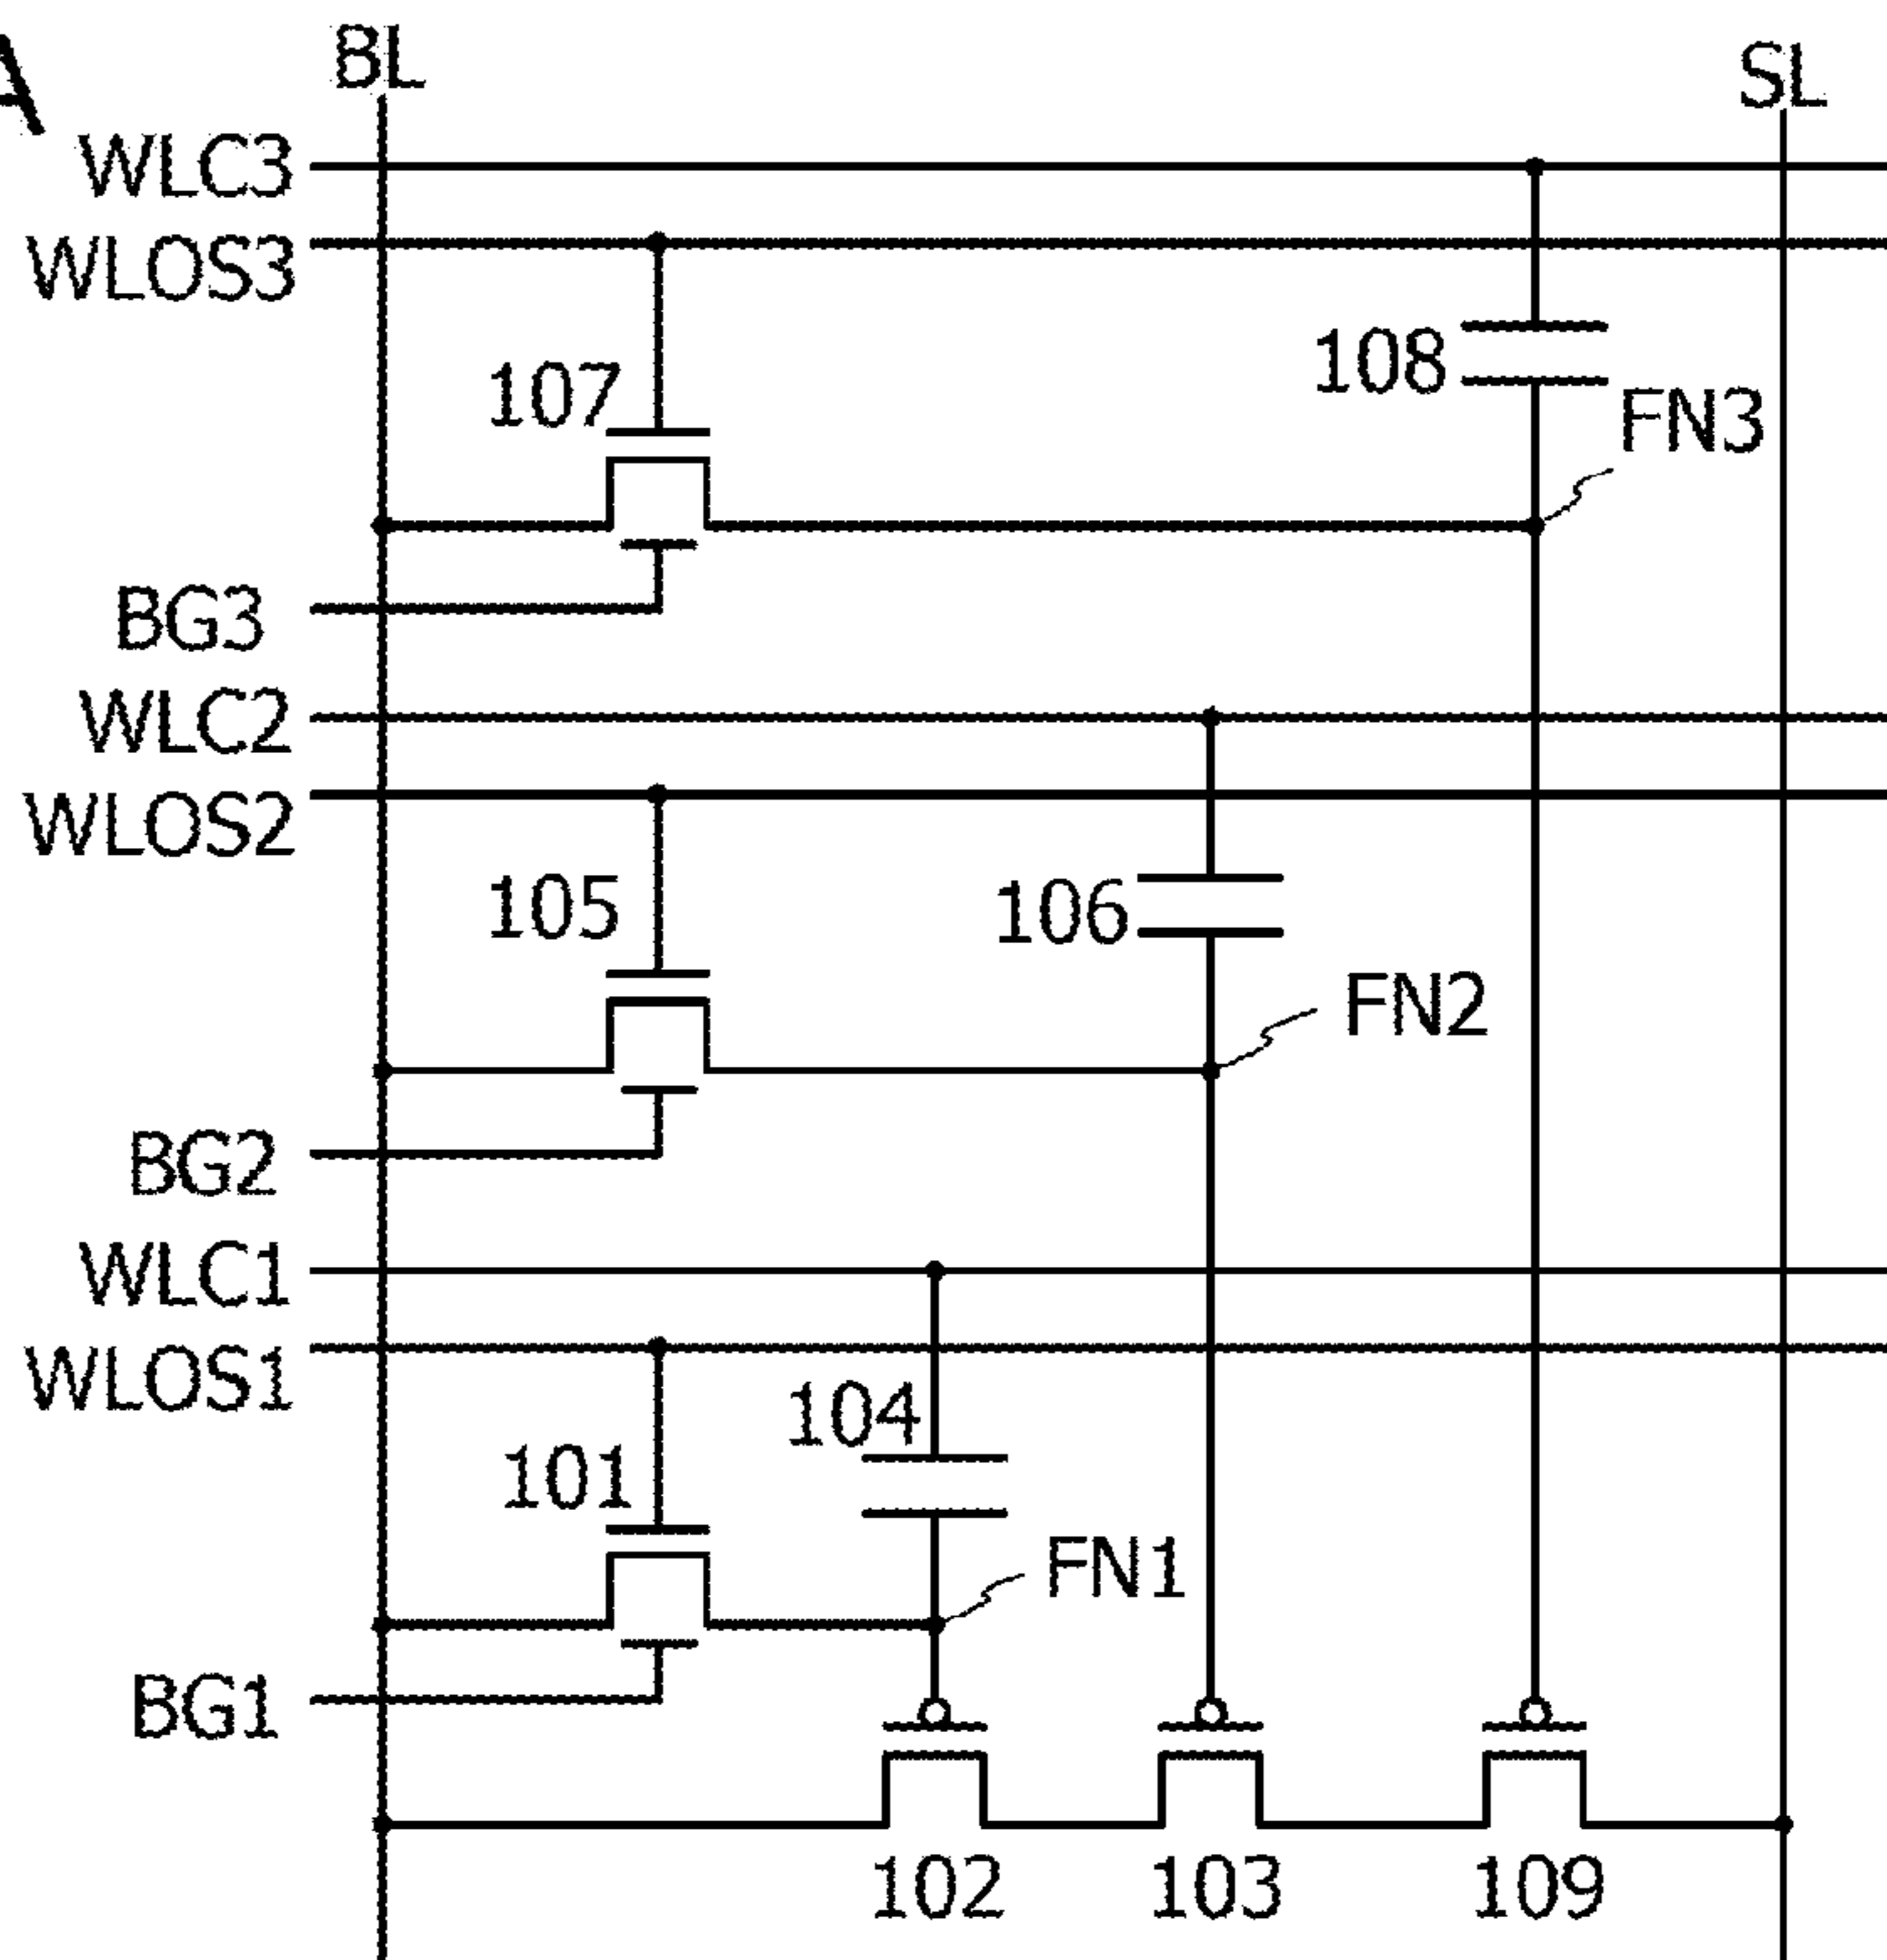 A
BL
SL
WLC3
WLOS3
107
108
FN3
BG3
WLC2
WLOS2
105
106
FN2
BG2
WLC1
WLOS1
104
101
FN1
BG1
102 103 109